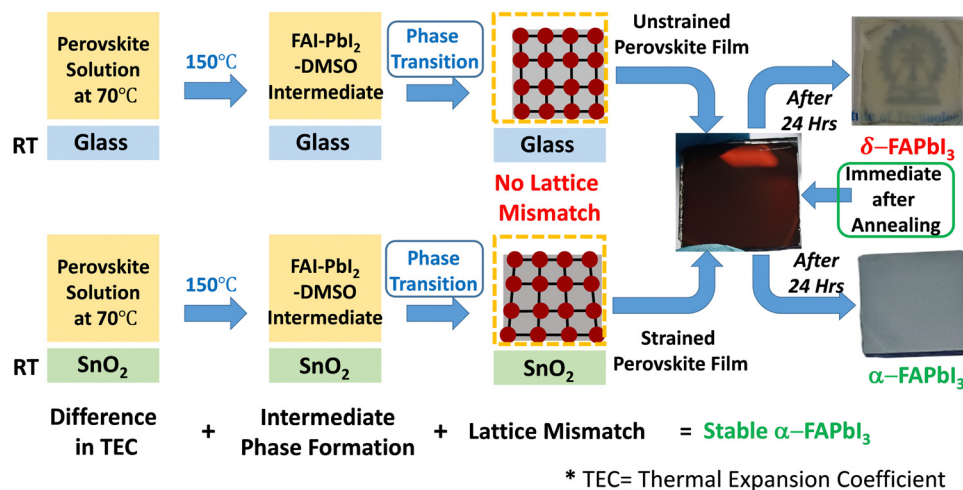 Perovskite
Solution
at 70℃
RT
Glass
150℃
FAI-PbI₂
-DMSO
Intermediate
Glass
Phase
Transition
Glass
No Lattice
Mismatch
Unstrained
Perovskite Film
After
24 Hrs
δ−FAPbI₃
Immediate
after
Annealing
Perovskite
Solution
at 70℃
RT
SnO₂
150℃
FAI-PbI₂
-DMSO
Intermediate
SnO₂
Phase
Transition
SnO₂
Strained
Perovskite Film
After
24 Hrs
α−FAPbI₃
Difference
in TEC
+
Intermediate
Phase Formation
+
Lattice Mismatch
= Stable α−FAPbI₃
* TEC= Thermal Expansion Coefficient